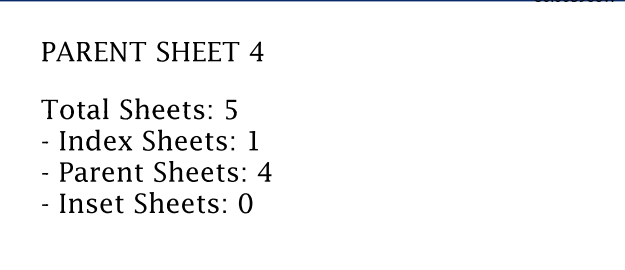 PARENT SHEET 4
Total Sheets: 5
- Index Sheets: 1
- Parent Sheets: 4
- Inset Sheets: 0